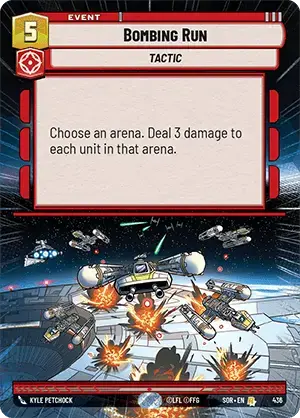 EVENT
5
Bombing Run
TACTIC
Choose an arena. Deal 3 damage to
each unit in that arena.
KYLE PETCHOCK ©LFL ©FFG SOR • EN 436